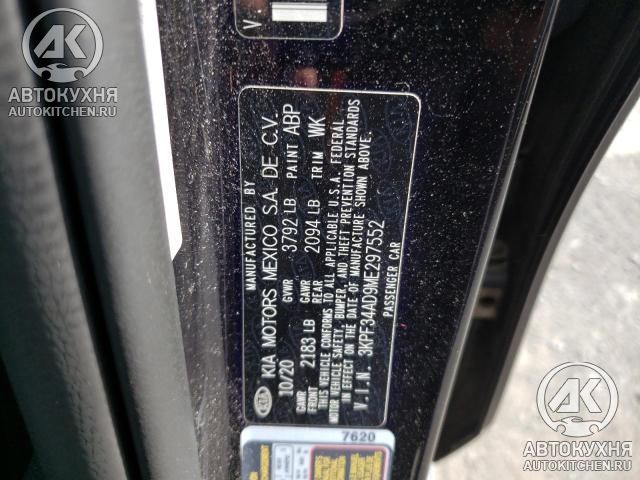 АВТОКУХНЯ
AUTOKITCHEN.RU
V
MANUFACTURED BY
KIA KIA MOTORS MEXICO S.A. DE C.V.
10/20 GVWR 3792 LB PAINT ABP
GAWR FRONT 2183 LB GAWR REAR 2094 LB TRIM WK
THIS VEHICLE CONFORMS TO ALL APPLICABLE U.S.A. FEDERAL
MOTOR VEHICLE SAFETY, BUMPER, AND THEFT PREVENTION STANDARDS
IN EFFECT ON THE DATE OF MANUFACTURE SHOWN ABOVE.
V.I.N. 3KPF34AD9ME297552
PASSENGER CAR
7620
AK
АВТОКУХНЯ
AUTOKITCHEN.RU